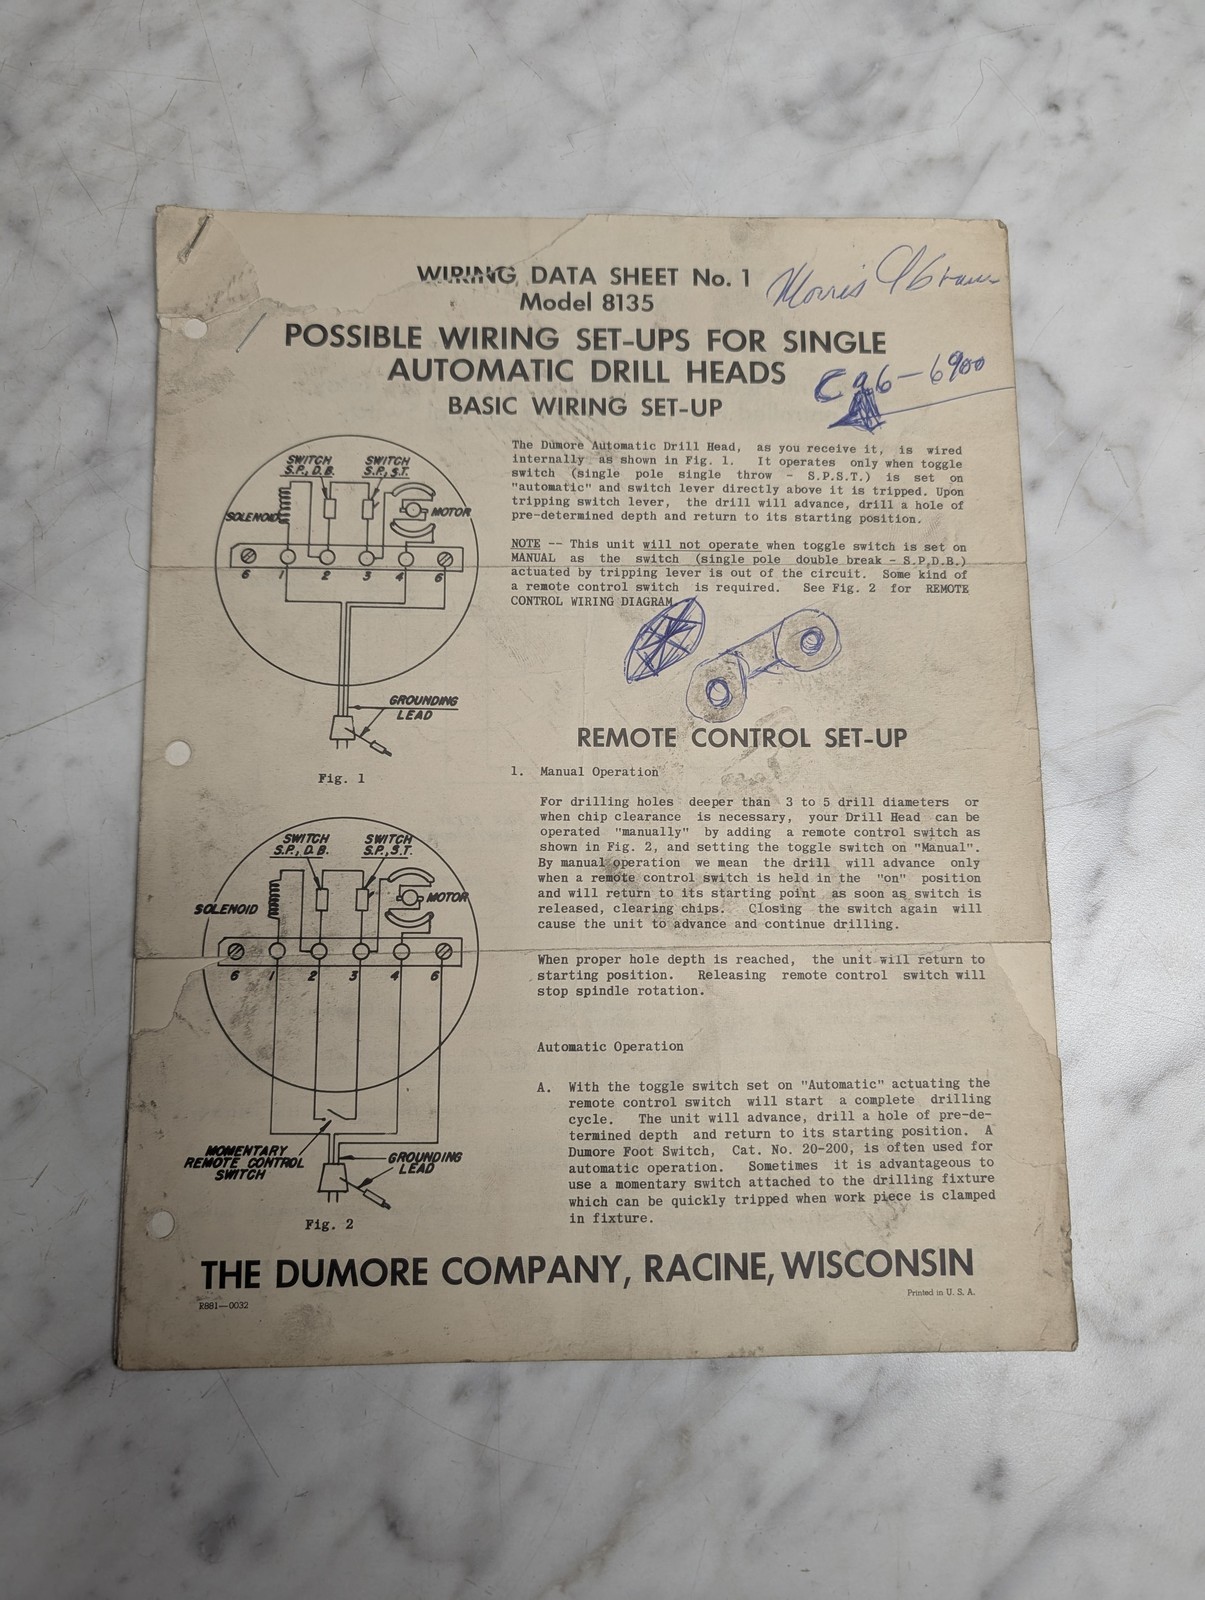 WIRING DATA SHEET No. 1
Morris
Model 8135
POSSIBLE WIRING SET-UPS FOR SINGLE
AUTOMATIC DRILL HEADS
6900
BASIC WIRING SET-UP
SWITCH
S.P., D.B.
SWITCH
S.P., S.T.
SOLENOID
MOTOR
6 1 2 3 4 6
GROUNDING
LEAD
Fig. 1
The Dumore Automatic Drill Head, as you receive it, is wired
internally as shown in Fig. 1. It operates only when toggle
switch (single pole single throw - S.P.S.T.) is set on
"automatic" and switch lever directly above it is tripped. Upon
tripping switch lever, the drill will advance, drill a hole of
pre-determined depth and return to its starting position.
NOTE -- This unit will not operate when toggle switch is set on
MANUAL as the switch (single pole double break - S.P.D.B.)
actuated by tripping lever is out of the circuit. Some kind of
a remote control switch is required. See Fig. 2 for REMOTE
CONTROL WIRING DIAGRAM
REMOTE CONTROL SET-UP
1. Manual Operation
For drilling holes deeper than 3 to 5 drill diameters or
when chip clearance is necessary, your Drill Head can be
operated "manually" by adding a remote control switch as
shown in Fig. 2, and setting the toggle switch on "Manual".
By manual operation we mean the drill will advance only
when a remote control switch is held in the "on" position
and will return to its starting point as soon as switch is
released, clearing chips. Closing the switch again will
cause the unit to advance and continue drilling.
When proper hole depth is reached, the unit will return to
starting position. Releasing remote control switch will
stop spindle rotation.
Automatic Operation
A. With the toggle switch set on "Automatic" actuating the
remote control switch will start a complete drilling
cycle. The unit will advance, drill a hole of pre-de-
termined depth and return to its starting position. A
Dumore Foot Switch, Cat. No. 20-200, is often used for
automatic operation. Sometimes it is advantageous to
use a momentary switch attached to the drilling fixture
which can be quickly tripped when work piece is clamped
in fixture.
SWITCH
S.P., D.B.
SWITCH
S.P., S.T.
SOLENOID
MOTOR
6 1 2 3 4 6
MOMENTARY
REMOTE CONTROL
SWITCH
GROUNDING
LEAD
Fig. 2
THE DUMORE COMPANY, RACINE, WISCONSIN
R881—0032
Printed in U. S. A.